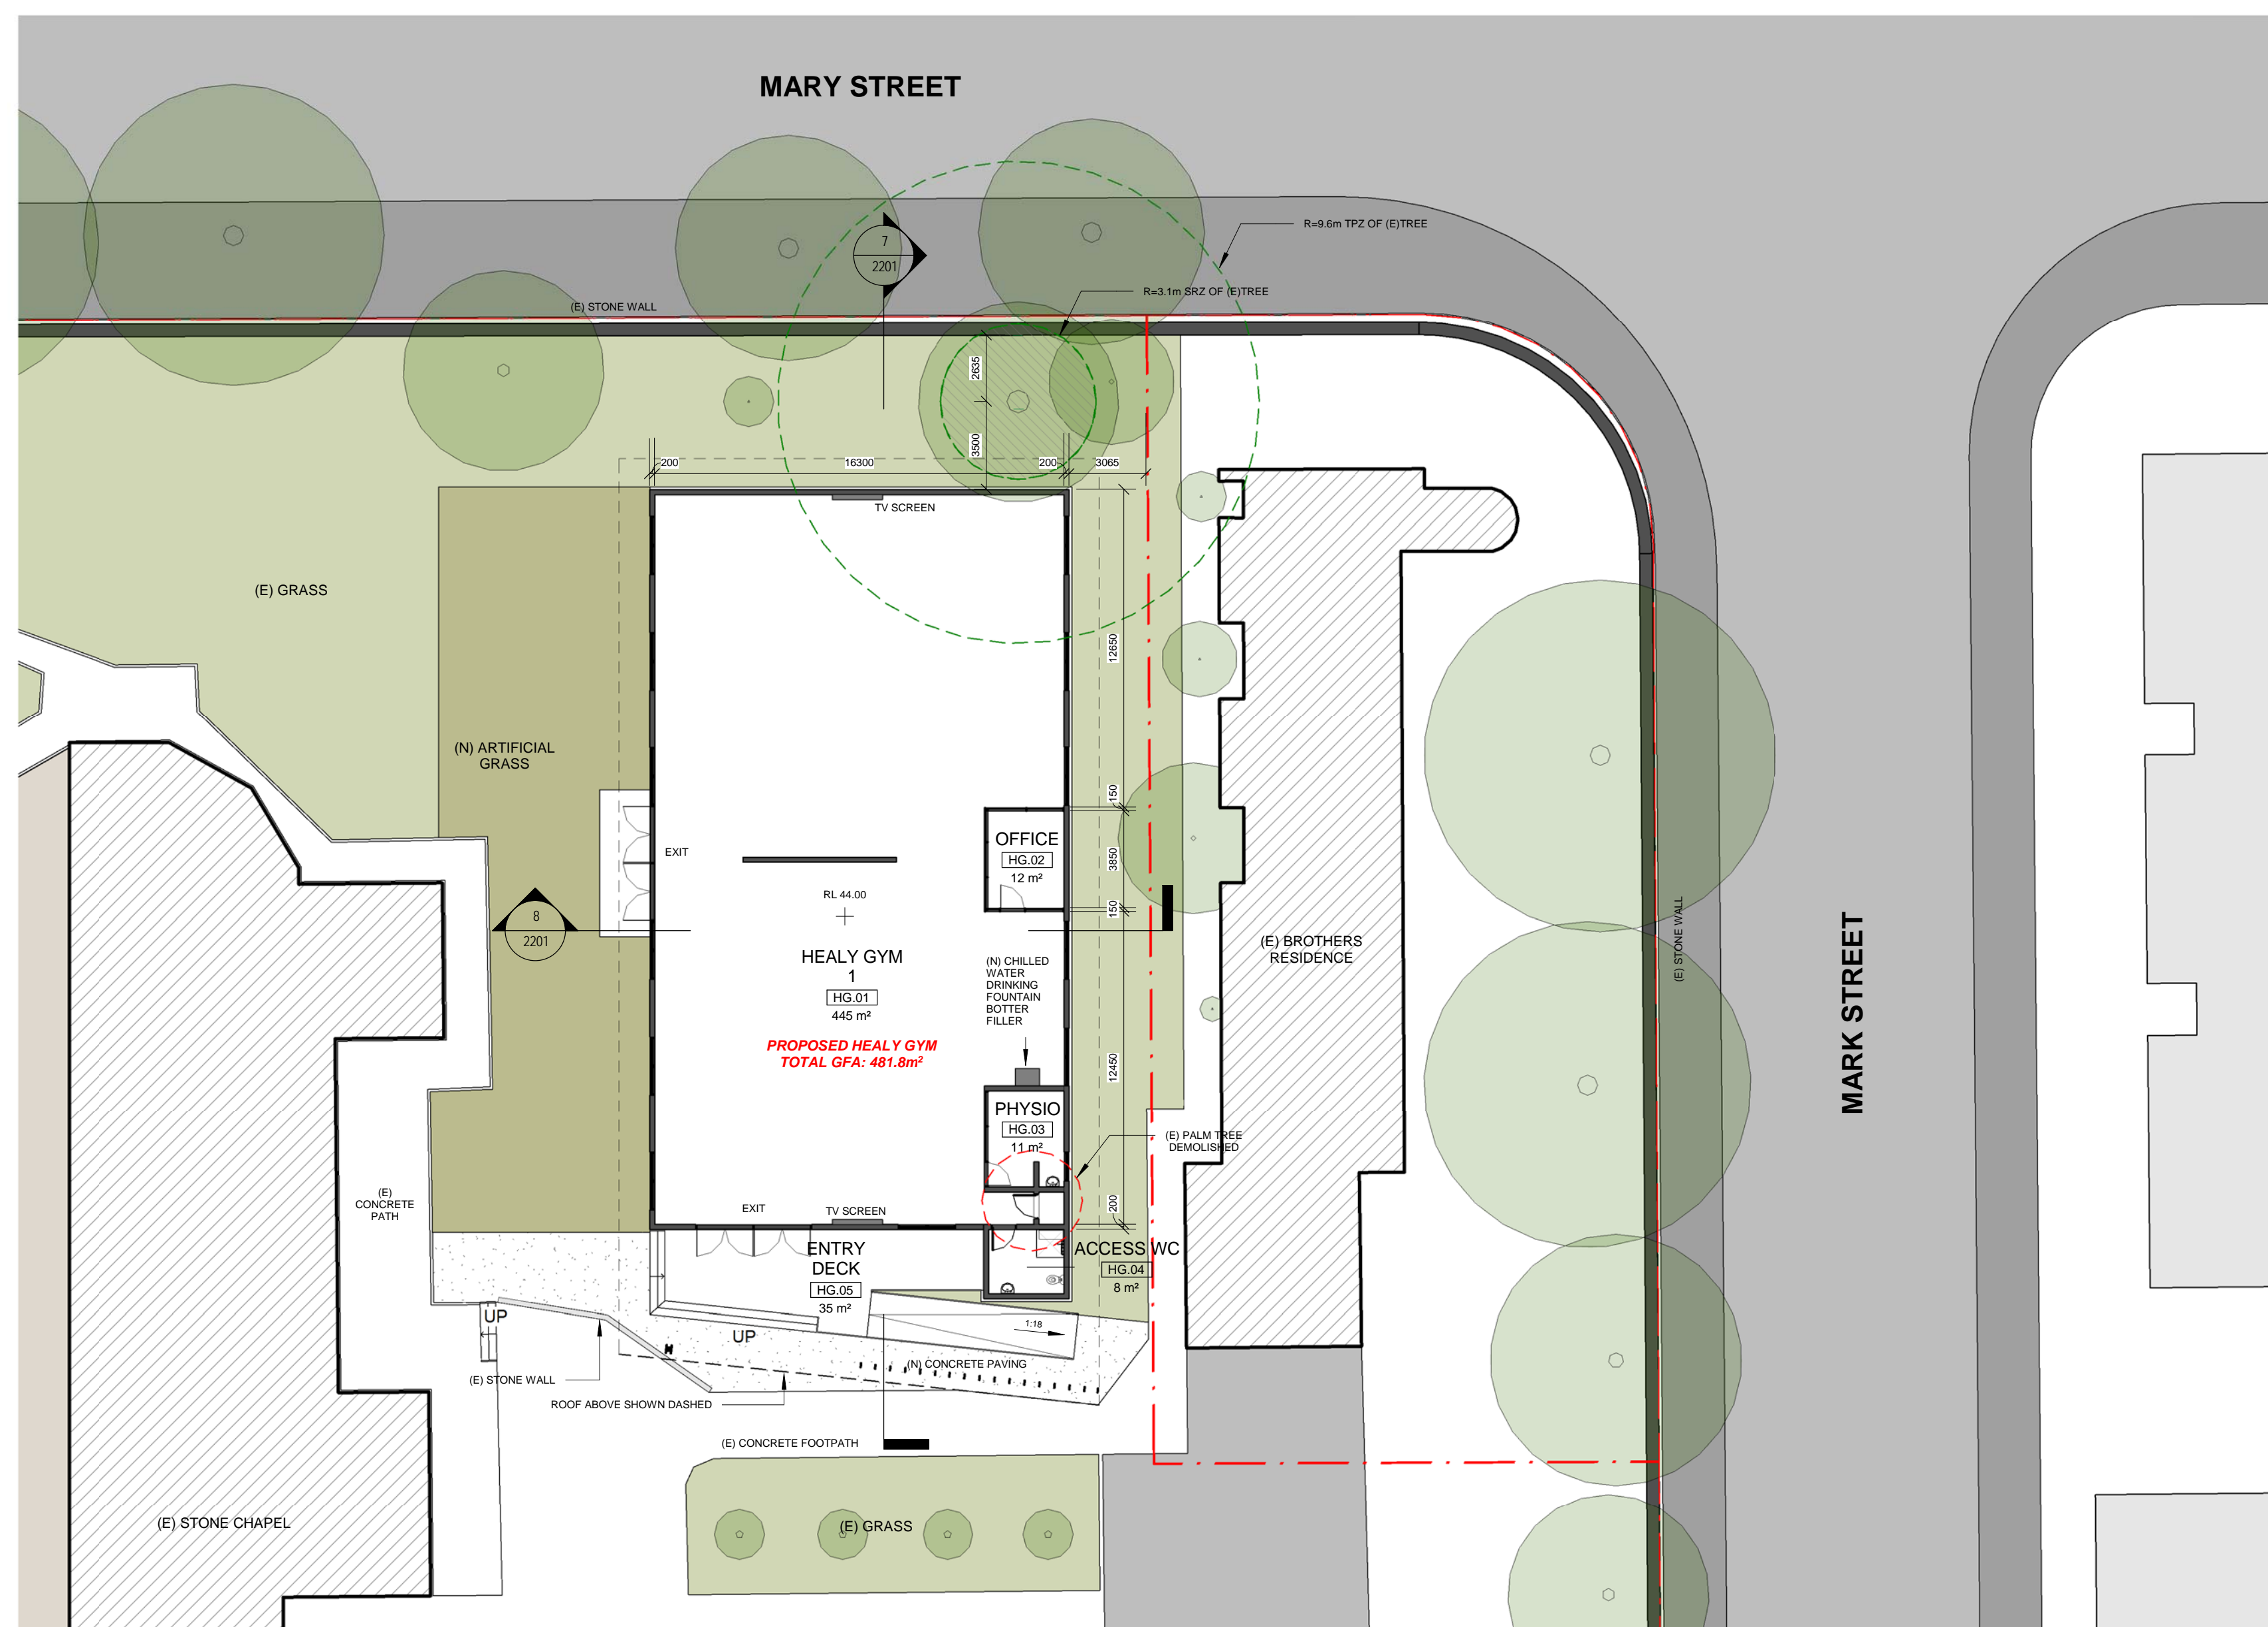 MARY STREET
R=9.6m TPZ OF (E)TREE
7
2201
R=3.1m SRZ OF (E)TREE
(E) STONE WALL
2635
3500
200
16300
200
3065
TV SCREEN
(E) GRASS
12650
(N) ARTIFICIAL
GRASS
150
OFFICE
HG.02
12 m²
EXIT
3850
RL 44.00
150
8
2201
HEALY GYM
1
HG.01
445 m²
(N) CHILLED
WATER
DRINKING
FOUNTAIN
BOTTER
FILLER
(E) BROTHERS
RESIDENCE
(E) STONE WALL
MARK STREET
PROPOSED HEALY GYM
TOTAL GFA: 481.8m²
12450
PHYSIO
HG.03
11 m²
(E) PALM TREE
DEMOLISHED
(E)
CONCRETE
PATH
200
EXIT
TV SCREEN
ENTRY
DECK
HG.05
35 m²
ACCESS WC
HG.04
8 m²
UP
UP
1:18
(N) CONCRETE PAVING
(E) STONE WALL
ROOF ABOVE SHOWN DASHED
(E) CONCRETE FOOTPATH
(E) STONE CHAPEL
(E) GRASS